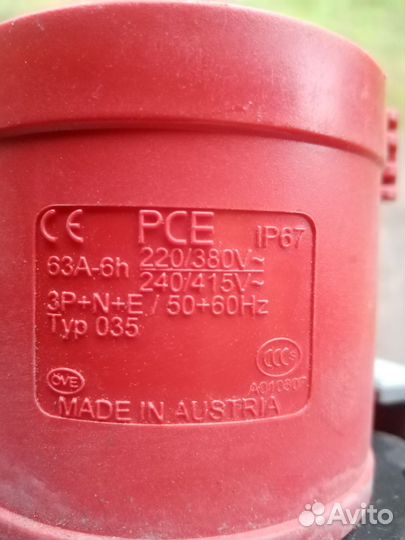 CE PCE IP67
63A-6h 220/380V~
240/415V~
3P+N+E / 50+60Hz
Typ 035
ÖVE CCC S
MADE IN AUSTRIA
Avito